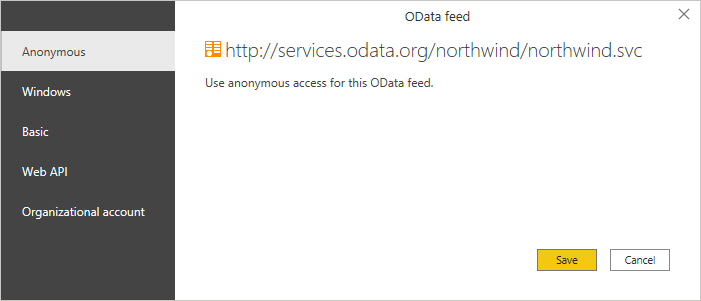 OData feed
Anonymous
Windows
Basic
Web API
Organizational account
http://services.odata.org/northwind/northwind.svc
Use anonymous access for this OData feed.
Save
Cancel